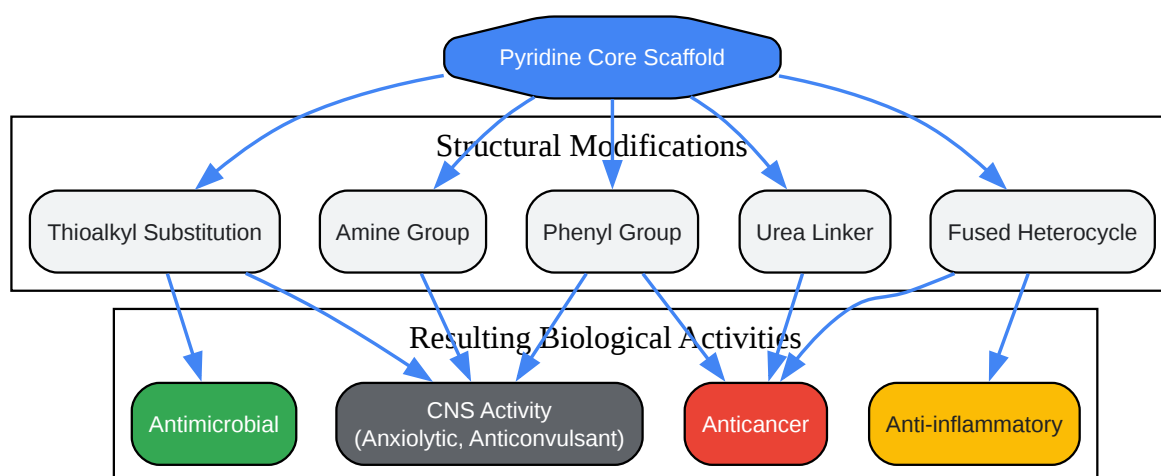 Pyridine Core Scaffold
Structural Modifications
Thioalkyl Substitution
Amine Group
Phenyl Group
Urea Linker
Fused Heterocycle
Resulting Biological Activities
Antimicrobial
CNS Activity
(Anxiolytic, Anticonvulsant)
Anticancer
Anti-inflammatory